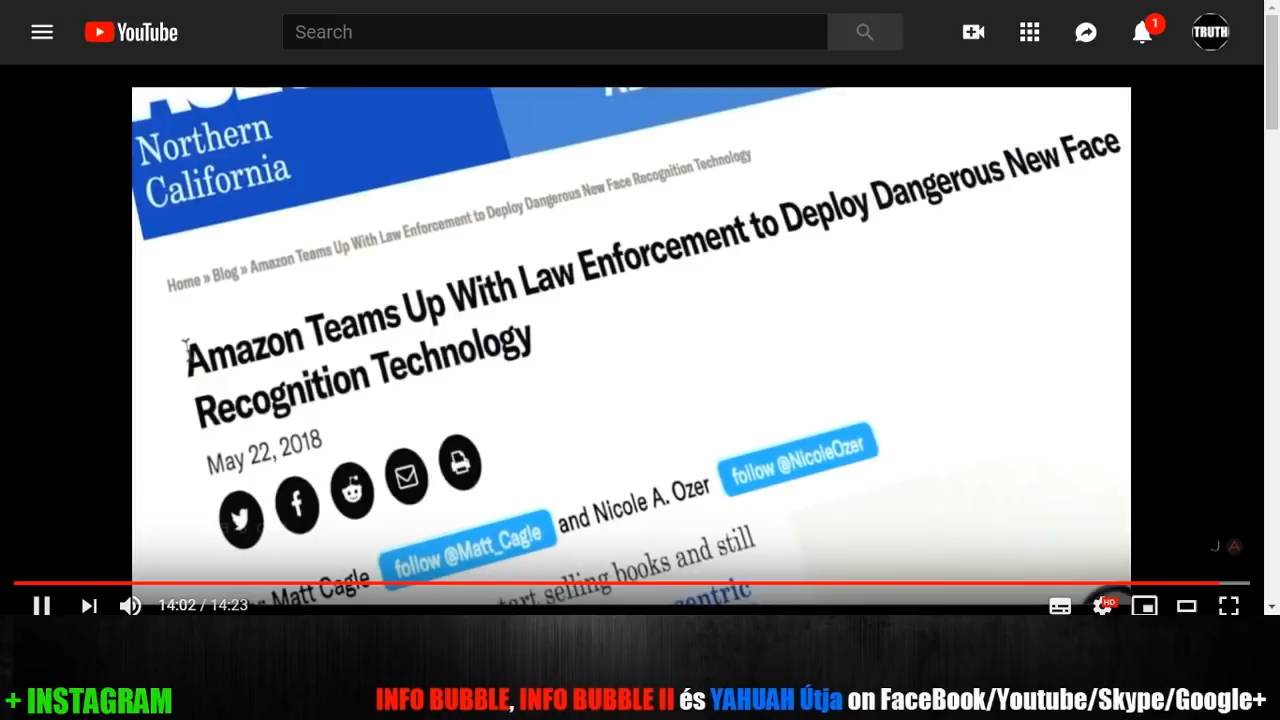 YouTube
Search
1
TRUTH
Northern
California
Home » Blog » Amazon Teams Up With Law Enforcement to Deploy Dangerous New Face Recognition Technology
Amazon Teams Up With Law Enforcement to Deploy Dangerous New Face
Recognition Technology
May 22, 2018
Matt Cagle follow @Matt_Cagle and Nicole A. Ozer follow @NicoleOzer
selling books and still
14:02 / 14:23
HD
+ INSTAGRAM
INFO BUBBLE, INFO BUBBLE II és YAHUAH Útja on FaceBook/Youtube/Skype/Google+